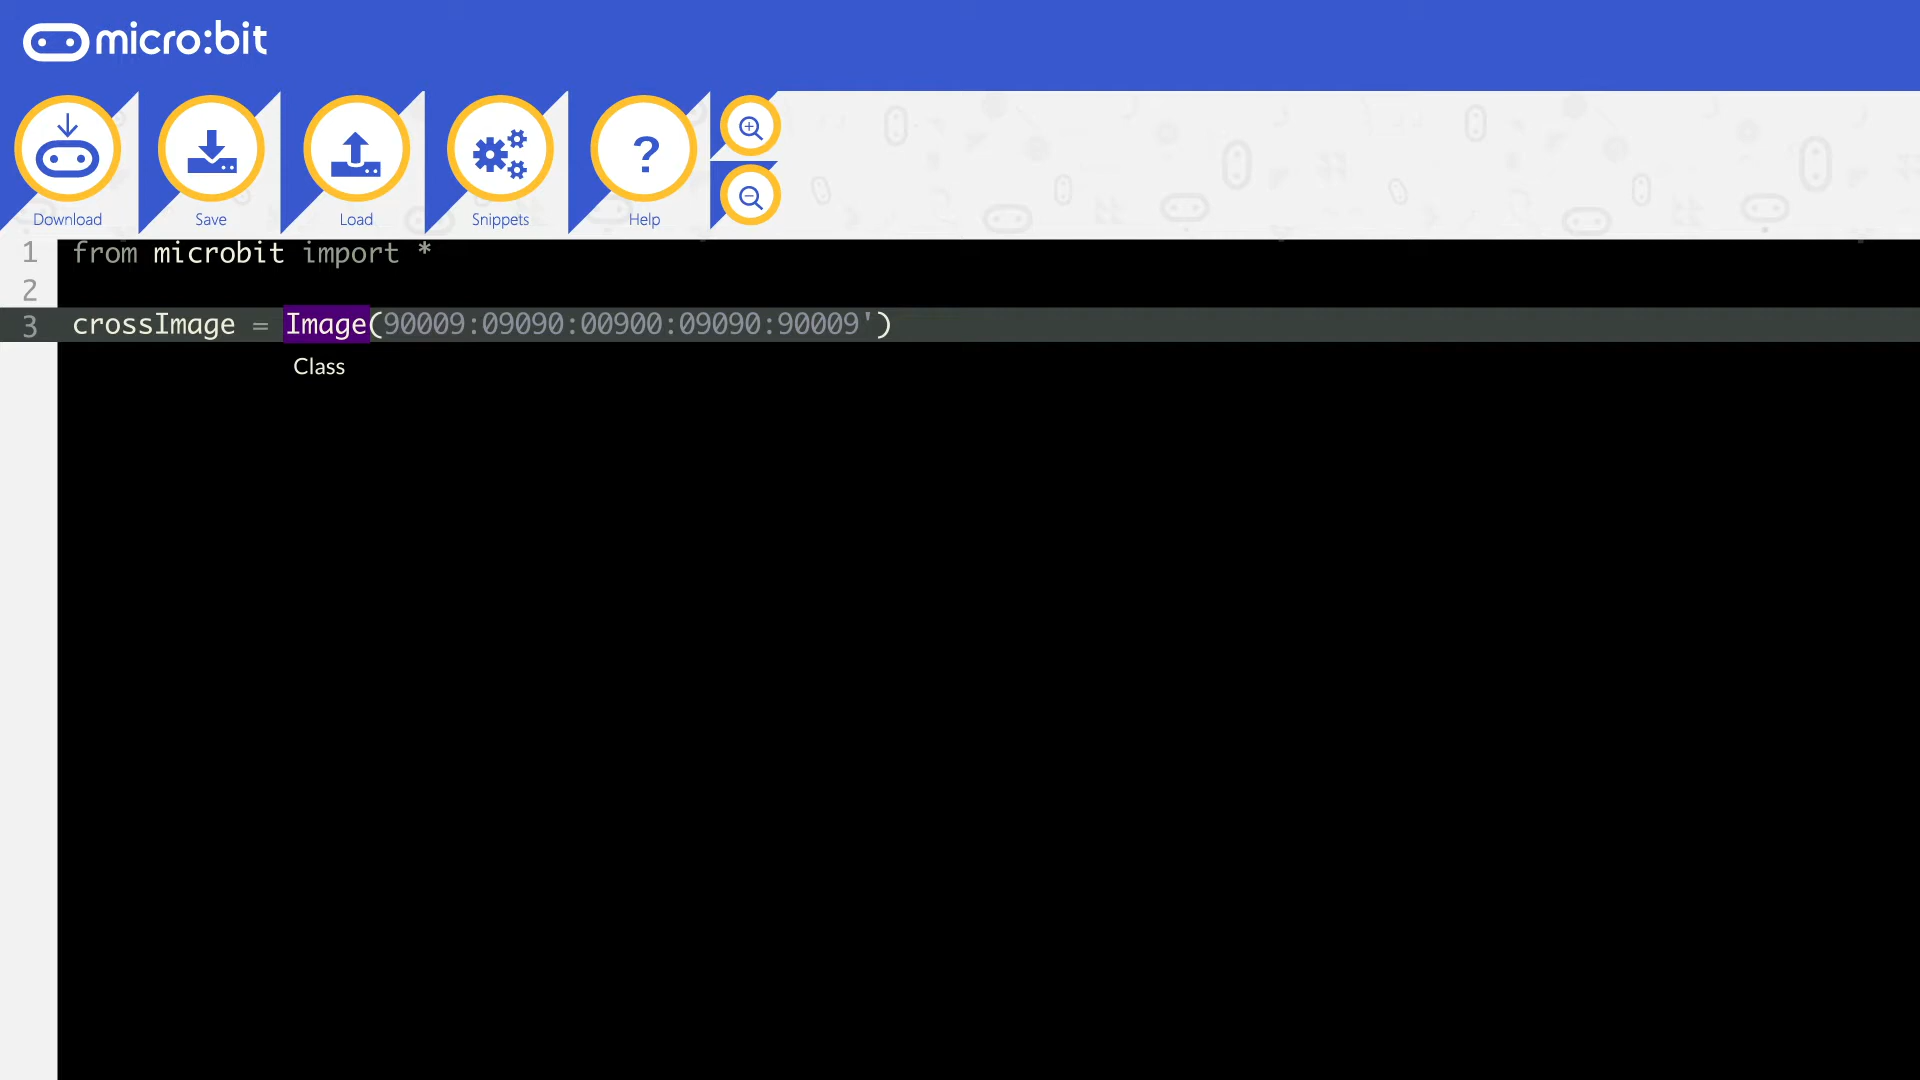 micro:bit
Download
Save
Load
Snippets
? Help
1 from microbit import *
2
3 crossImage = Image(90009:09090:00900:09090:90009')
Class